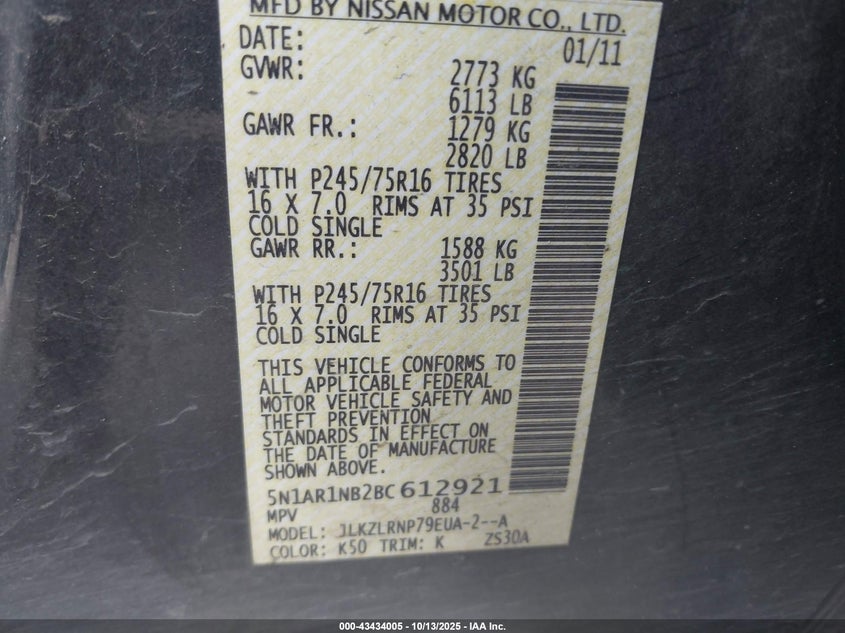 MFD BY NISSAN MOTOR CO., LTD.
DATE: 01/11
GVWR: 2773 KG
6113 LB
GAWR FR.: 1279 KG
2820 LB
WITH P245/75R16 TIRES
16 X 7.0 RIMS AT 35 PSI
COLD SINGLE
GAWR RR.: 1588 KG
3501 LB
WITH P245/75R16 TIRES
16 X 7.0 RIMS AT 35 PSI
COLD SINGLE
THIS VEHICLE CONFORMS TO
ALL APPLICABLE FEDERAL
MOTOR VEHICLE SAFETY AND
THEFT PREVENTION
STANDARDS IN EFFECT ON
THE DATE OF MANUFACTURE
SHOWN ABOVE.
5N1AR1NB2BC612921
MPV 884
MODEL: JLKZLRNP79EUA-2--A
COLOR: K50 TRIM: K ZS30A
000-43434005 - 10/13/2025 - IAA Inc.